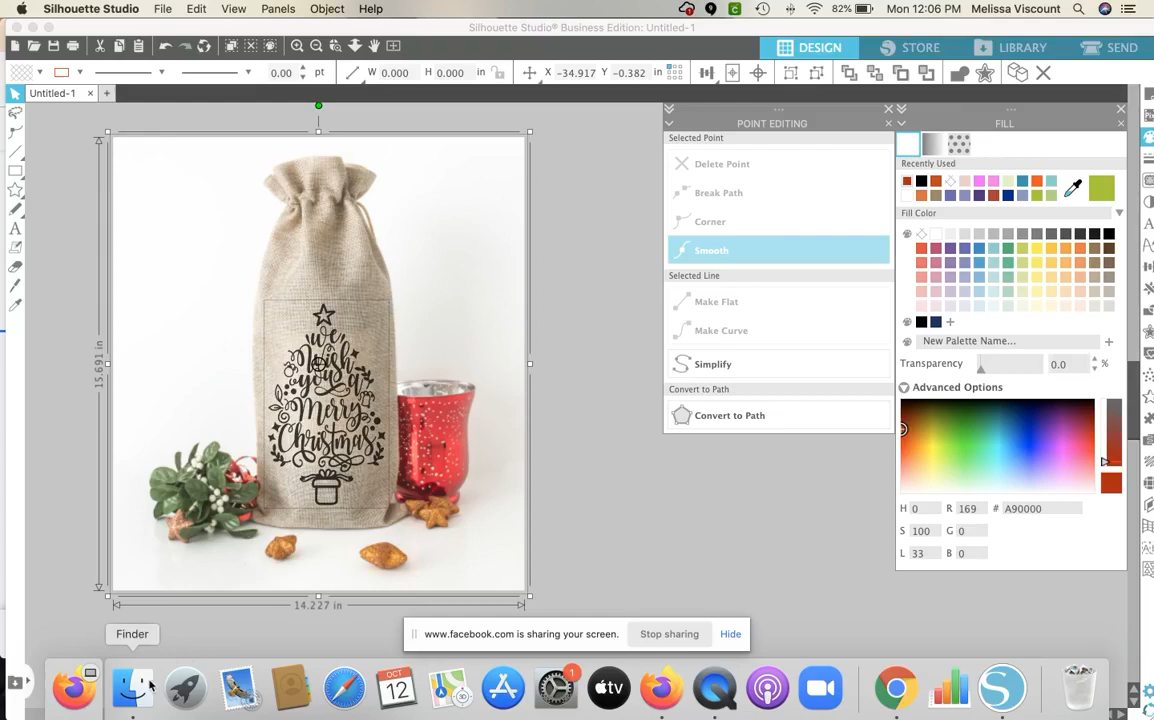 Silhouette Studio File Edit View Panels Object Help 82% Mon 12:06 PM Melissa Viscount
Silhouette Studio® Business Edition: Untitled-1
DESIGN STORE LIBRARY SEND
0.00 pt W 0.000 H 0.000 in X -34.917 Y -0.382 in
Untitled-1 × +
POINT EDITING
Selected Point
Delete Point
Break Path
Corner
Smooth
Selected Line
Make Flat
Make Curve
Simplify
Convert to Path
Convert to Path
FILL
Recently Used
Fill Color
New Palette Name...
Transparency 0.0 %
Advanced Options
H 0 R 169 # A90000
S 100 G 0
L 33 B 0
15.691 in
we
Wish
you a
Merry
Christmas
14.227 in
www.facebook.com is sharing your screen. Stop sharing Hide
Finder
OCT
12
1
tv